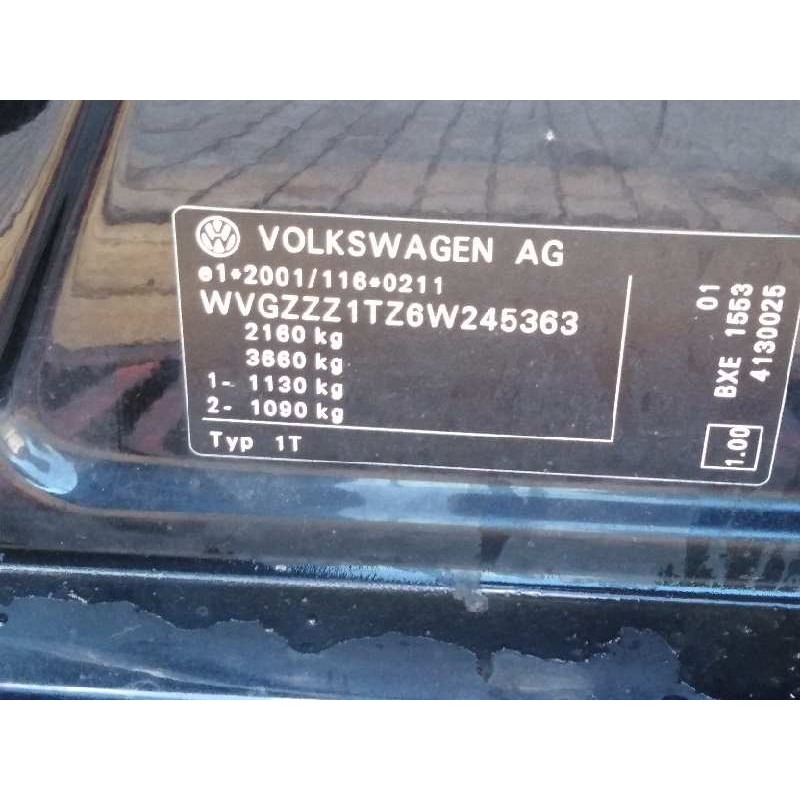 VOLKSWAGEN AG
e1*2001/116*0211
WVGZZZ1TZ6W245363
2160 kg
3660 kg
1- 1130 kg
2- 1090 kg
Typ 1T
01
BXE 1553
4130025
1.00